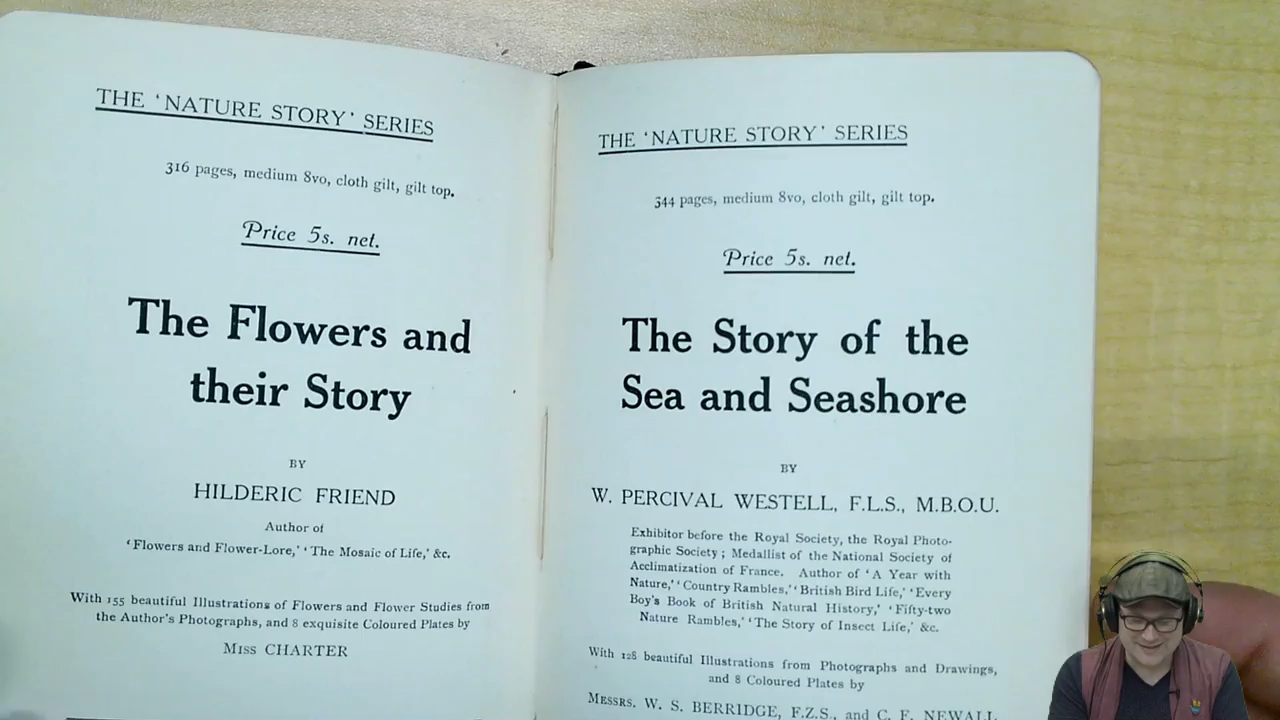 THE 'NATURE STORY' SERIES
316 pages, medium 8vo, cloth gilt, gilt top.
Price 5s. net.
The Flowers and
their Story
BY
HILDERIC FRIEND
Author of
'Flowers and Flower-Lore,' 'The Mosaic of Life,' &c.
With 155 beautiful Illustrations of Flowers and Flower Studies from
the Author's Photographs, and 8 exquisite Coloured Plates by
MISS CHARTER
THE 'NATURE STORY' SERIES
344 pages, medium 8vo, cloth gilt, gilt top.
Price 5s. net.
The Story of the
Sea and Seashore
BY
W. PERCIVAL WESTELL, F.L.S., M.B.O.U.
Exhibitor before the Royal Society, the Royal Photo-
graphic Society; Medallist of the National Society of
Acclimatization of France. Author of 'A Year with
Nature,' 'Country Rambles,' 'British Bird Life,' 'Every
Boy's Book of British Natural History,' 'Fifty-two
Nature Rambles,' 'The Story of Insect Life,' &c.
With 128 beautiful Illustrations from Photographs and Drawings,
and 8 Coloured Plates by
MESSRS. W. S. BERRIDGE, F.Z.S., and C. F. NEWALL